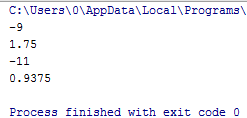 C:\Users\0\AppData\Local\Programs\
-9
1.75
-11
0.9375
Process finished with exit code 0